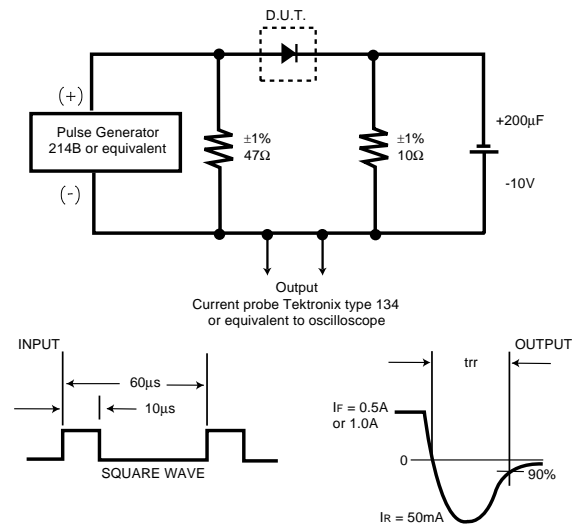 D.U.T.
(+)
Pulse Generator
214B or equivalent
(-)
±1%
47Ω
±1%
10Ω
+200µF
-10V
Output
Current probe Tektronix type 134
or equivalent to oscilloscope
INPUT
60µs
10µs
SQUARE WAVE
OUTPUT
trr
IF = 0.5A
or 1.0A
0
90%
IR = 50mA